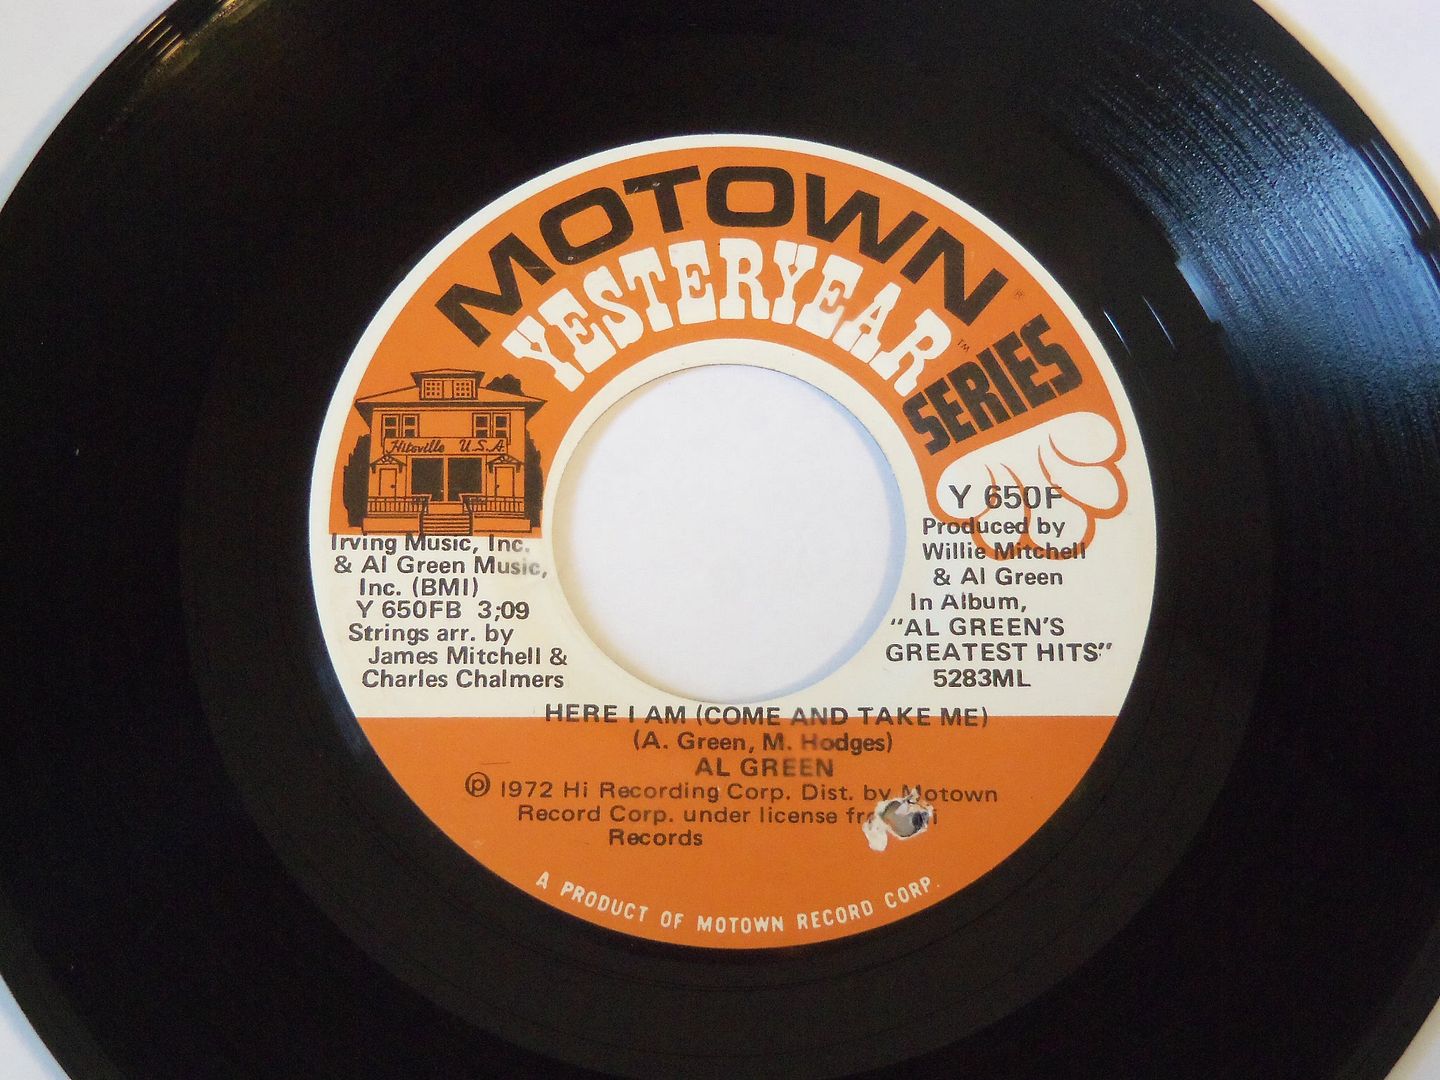 MOTOWN®
YESTERYEAR™
SERIES
Hitsville U.S.A.
Irving Music, Inc.
& Al Green Music,
Inc. (BMI)
Y 650FB 3;09
Strings arr. by
James Mitchell &
Charles Chalmers
Y 650F
Produced by
Willie Mitchell
& Al Green
In Album,
"AL GREEN'S
GREATEST HITS"
5283ML
HERE I AM (COME AND TAKE ME)
(A. Green, M. Hodges)
AL GREEN
℗ 1972 Hi Recording Corp. Dist. by Motown
Record Corp. under license
Records
A PRODUCT OF MOTOWN RECORD CORP.